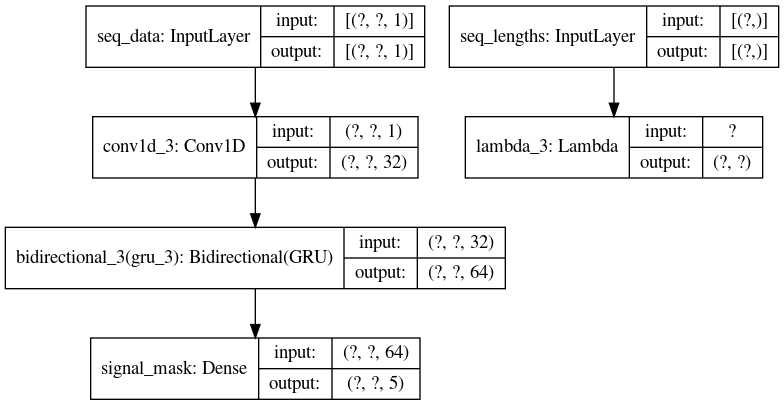 seq_data: InputLayer
input:
[(?, ?, 1)]
output:
[(?, ?, 1)]
seq_lengths: InputLayer
input:
[(?,)]
output:
[(?,)]
conv1d_3: Conv1D
input:
(?, ?, 1)
output:
(?, ?, 32)
lambda_3: Lambda
input:
?
output:
(?, ?)
bidirectional_3(gru_3): Bidirectional(GRU)
input:
(?, ?, 32)
output:
(?, ?, 64)
signal_mask: Dense
input:
(?, ?, 64)
output:
(?, ?, 5)